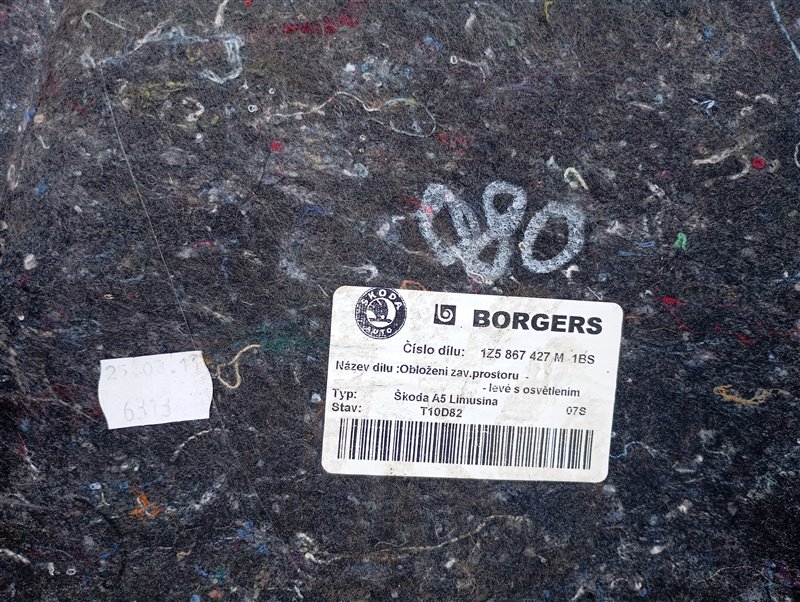 080
ŠKODA
AUTO
BORGERS
Číslo dílu: 1Z5 867 427 M 1BS
Název dílu :Obložení zav.prostoru -
- levé s osvětlením
Typ: Škoda A5 Limusina
Stav: T10D82 07S
6313